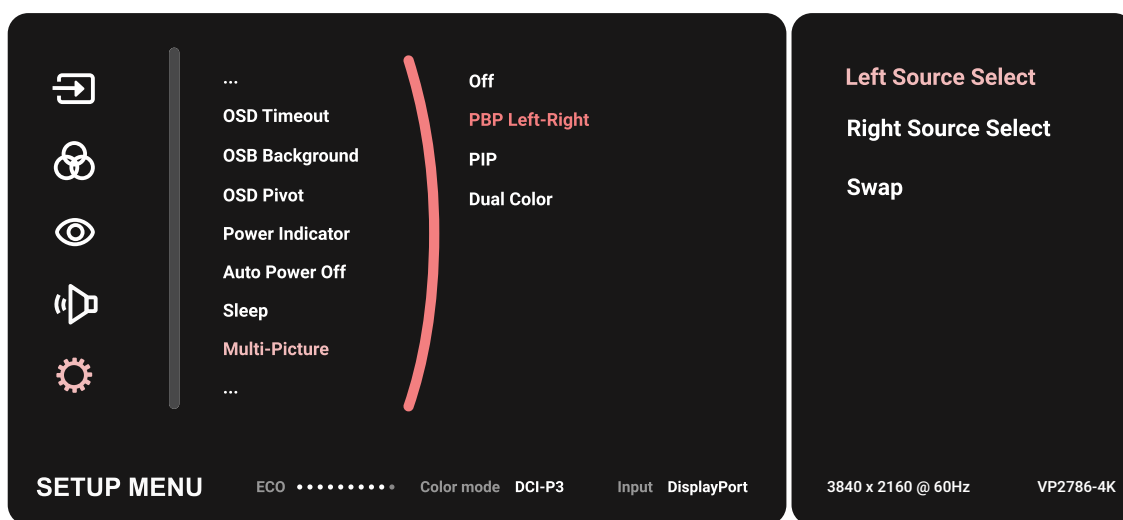 ...
OSD Timeout
OSB Background
OSD Pivot
Power Indicator
Auto Power Off
Sleep
Multi-Picture
...
Off
PBP Left-Right
PIP
Dual Color
Left Source Select
Right Source Select
Swap
SETUP MENU ECO Color mode DCI-P3 Input DisplayPort 3840 x 2160 @ 60Hz VP2786-4K